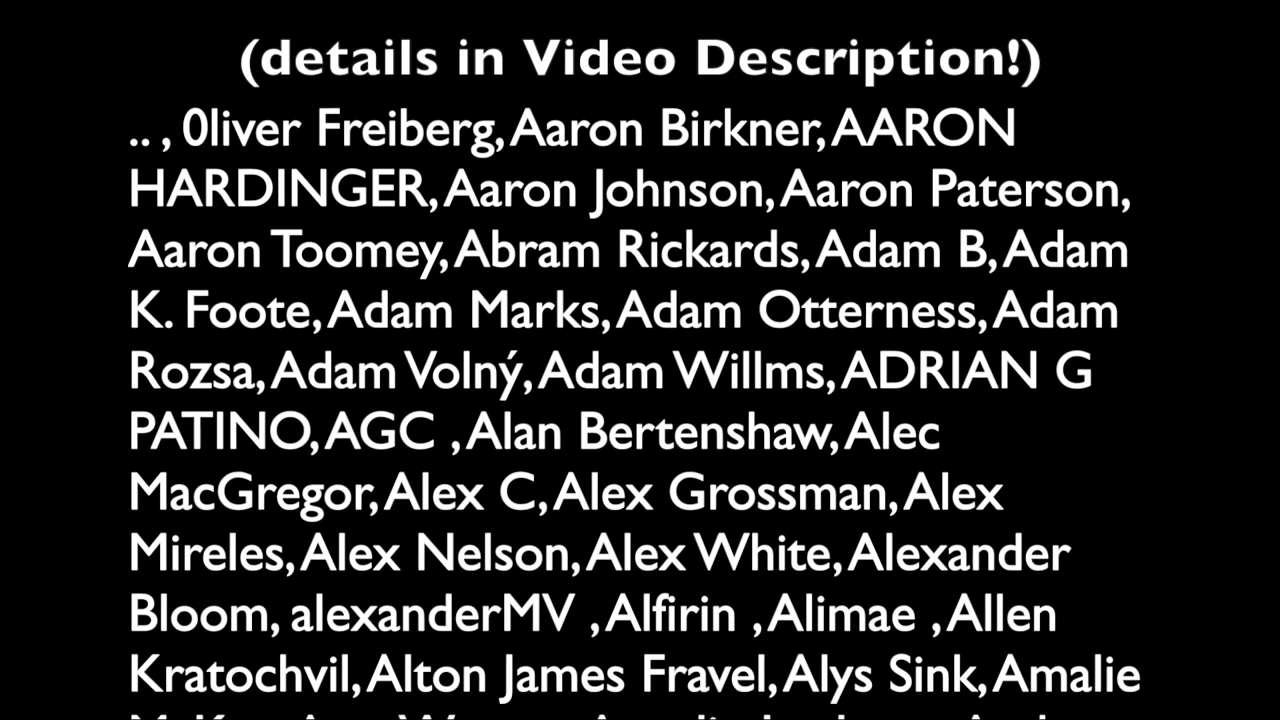 (details in Video Description!)
.. , 0liver Freiberg, Aaron Birkner, AARON
HARDINGER, Aaron Johnson, Aaron Paterson,
Aaron Toomey, Abram Rickards, Adam B, Adam
K. Foote, Adam Marks, Adam Otterness, Adam
Rozsa, Adam Volný, Adam Willms, ADRIAN G
PATINO, AGC , Alan Bertenshaw, Alec
MacGregor, Alex C, Alex Grossman, Alex
Mireles, Alex Nelson, Alex White, Alexander
Bloom, alexanderMV , Alfirin , Alimae , Allen
Kratochvil, Alton James Fravel, Alys Sink, Amalie